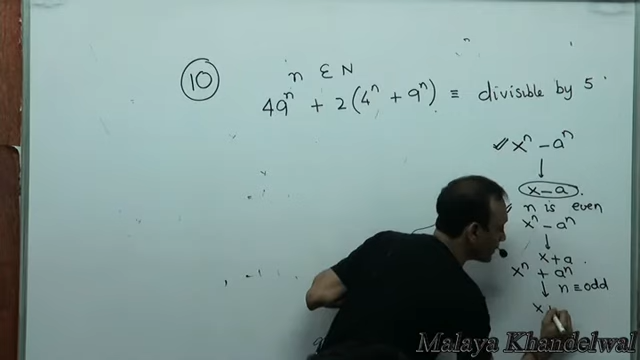 10
n ∈ N
49ⁿ + 2(4ⁿ + 9ⁿ) ≡ divisible by 5
✓ xⁿ - aⁿ
↓
x - a.
n is even
xⁿ - aⁿ
↓
x + a.
xⁿ + aⁿ
↓ n ≡ odd
x
Malaya Khandelwal